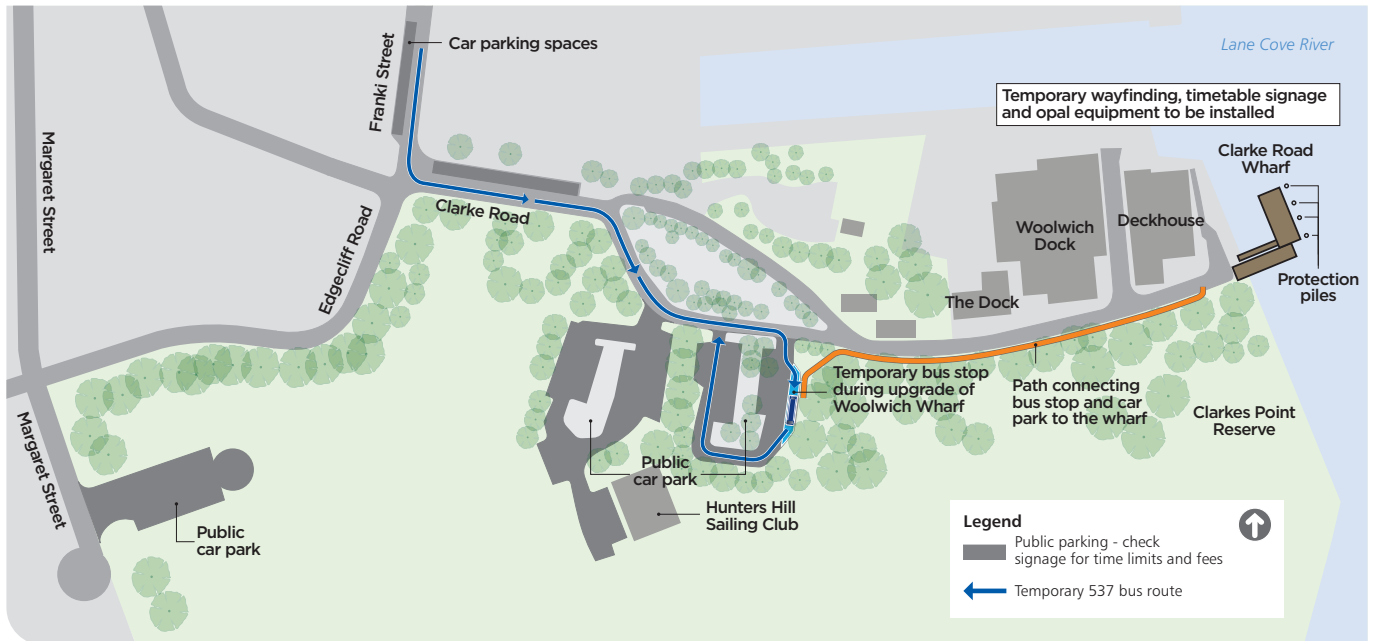 Car parking spaces
Franki Street
Lane Cove River
Temporary wayfinding, timetable signage
and opal equipment to be installed
Margaret Street
Clarke Road
Wharf
Clarke Road
Edgecliff Road
Woolwich
Dock
Deckhouse
Protection
piles
The Dock
Temporary bus stop
during upgrade of
Woolwich Wharf
Path connecting
bus stop and car
park to the wharf
Clarkes Point
Reserve
Margaret Street
Public
car park
Public
car park
Hunters Hill
Sailing Club
Legend
Public parking - check
signage for time limits and fees
Temporary 537 bus route